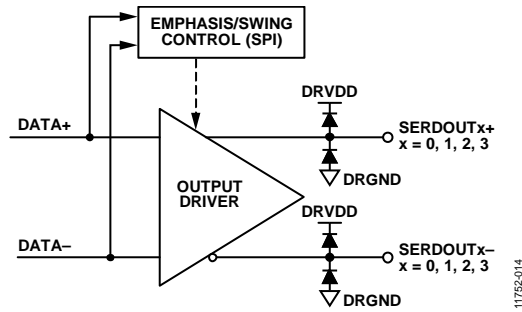 EMPHASIS/SWING
CONTROL (SPI)
DRVDD
DATA+
SERDOUTx+
x = 0, 1, 2, 3
OUTPUT
DRIVER
DRGND
DRVDD
DATA–
SERDOUTx–
x = 0, 1, 2, 3
DRGND
11752-014